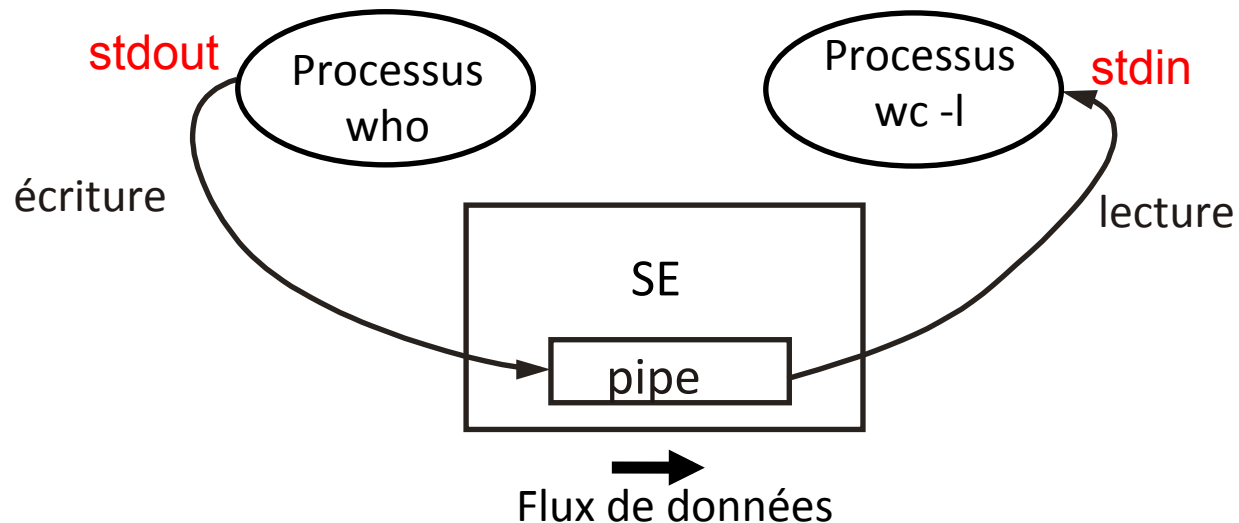 stdout
Processus
who
Processus
wc -l
stdin
écriture
lecture
SE
pipe
Flux de données